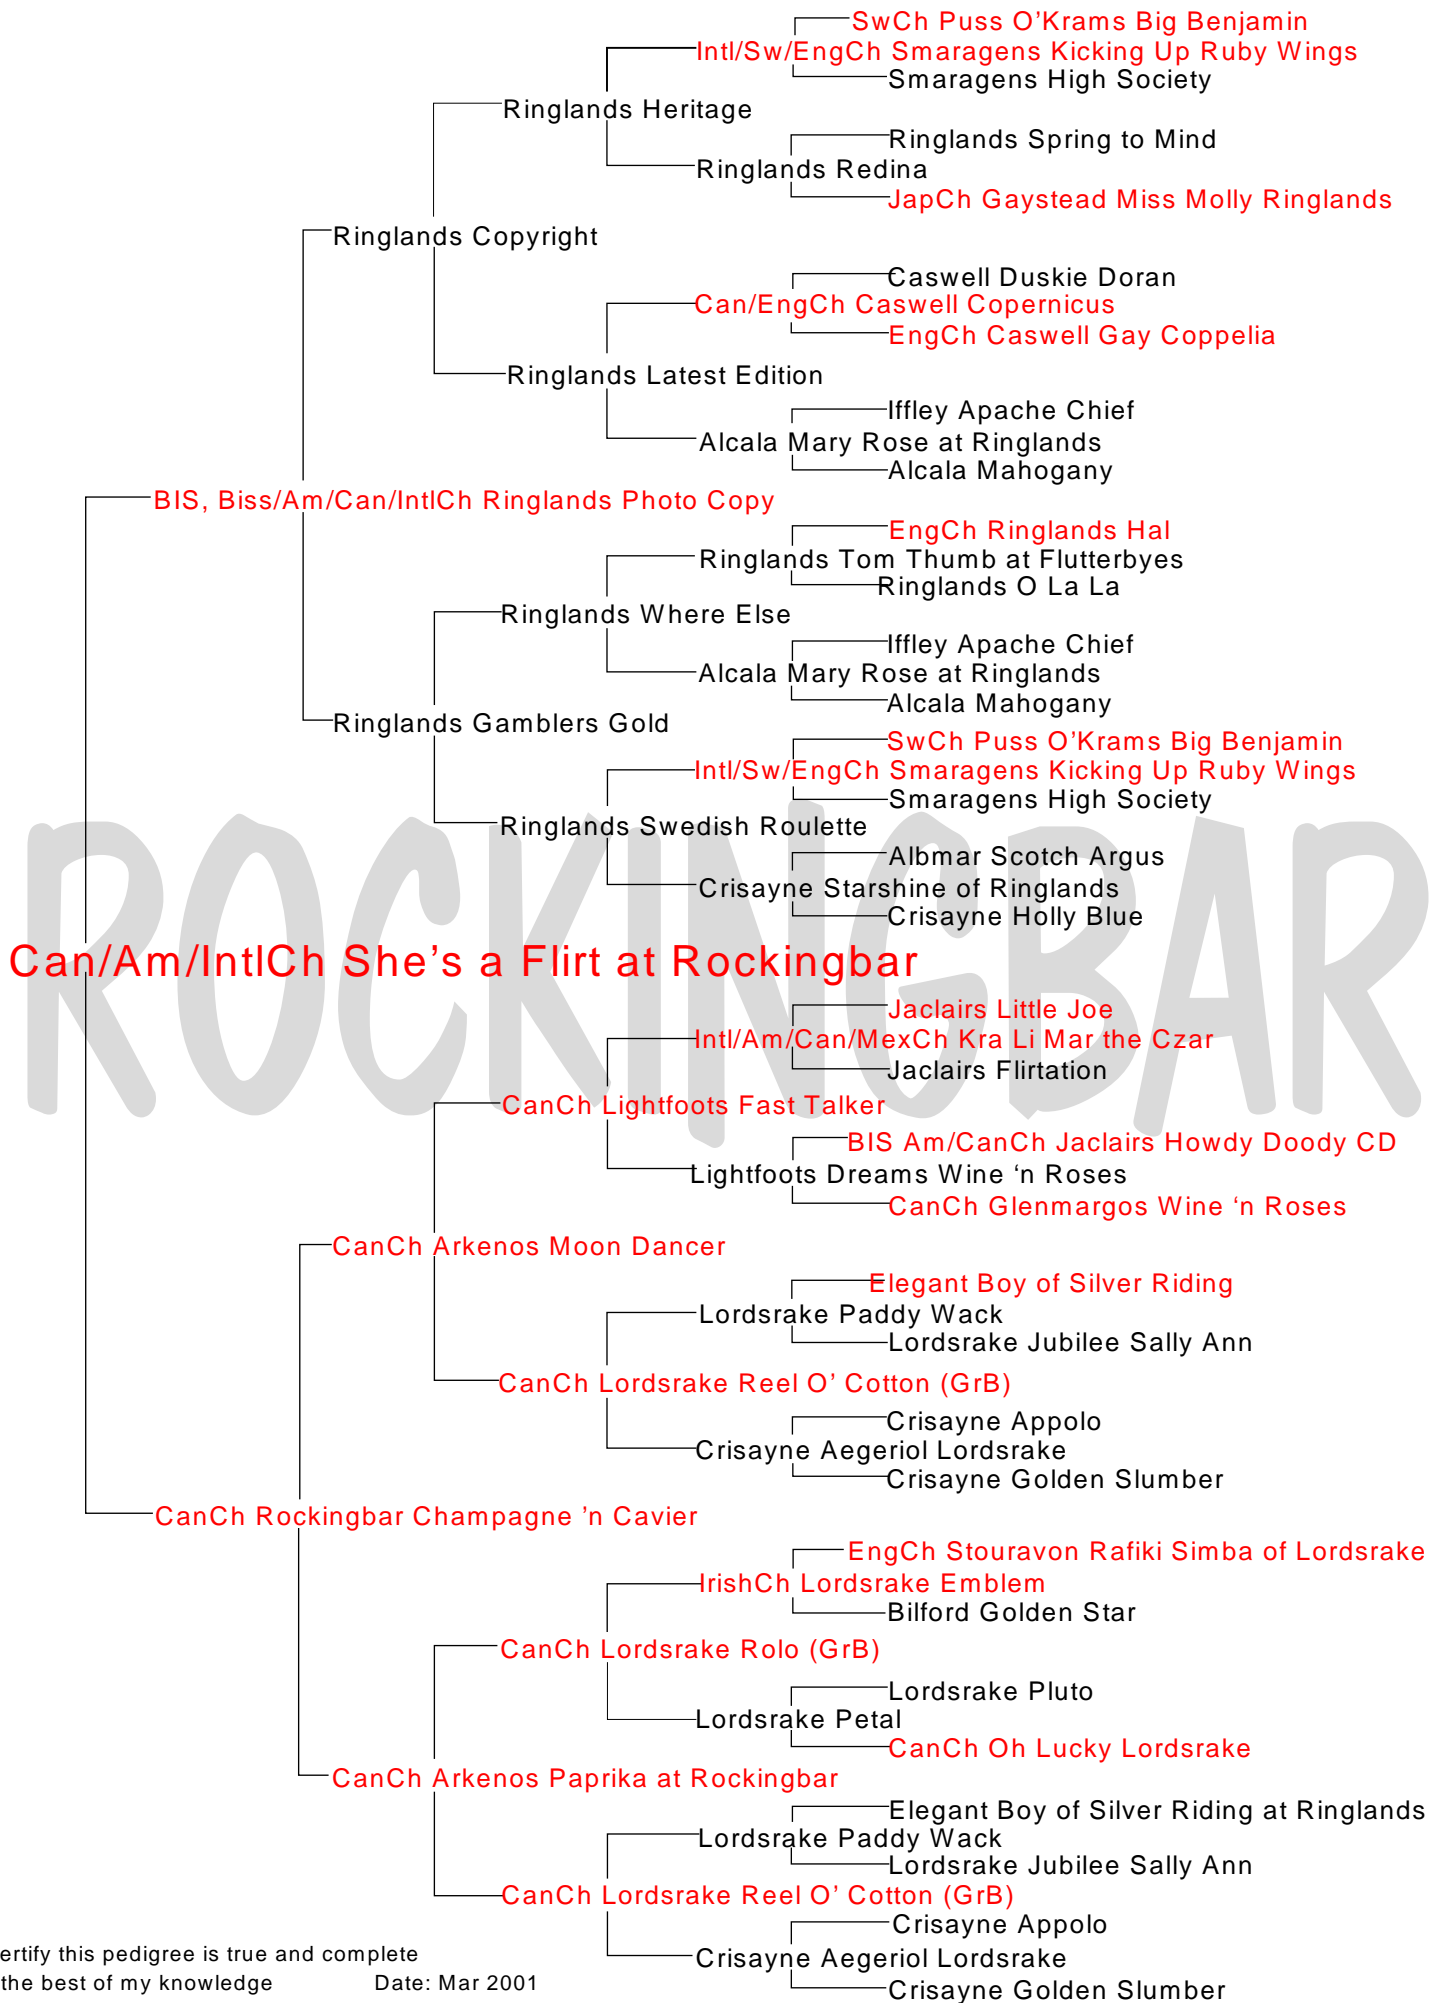 SwCh Puss O'Krams Big Benjamin
Intl/Sw/EngCh Smaragens Kicking Up Ruby Wings
Smaragens High Society
Ringlands Heritage
Ringlands Spring to Mind
Ringlands Redina
JapCh Gaystead Miss Molly Ringlands
Ringlands Copyright
Caswell Duskie Doran
Can/EngCh Caswell Copernicus
EngCh Caswell Gay Coppelia
Ringlands Latest Edition
Iffley Apache Chief
Alcala Mary Rose at Ringlands
Alcala Mahogany
BIS, Biss/Am/Can/IntlCh Ringlands Photo Copy
EngCh Ringlands Hal
Ringlands Tom Thumb at Flutterbyes
Ringlands O La La
Ringlands Where Else
Iffley Apache Chief
Alcala Mary Rose at Ringlands
Alcala Mahogany
Ringlands Gamblers Gold
SwCh Puss O'Krams Big Benjamin
Intl/Sw/EngCh Smaragens Kicking Up Ruby Wings
Smaragens High Society
Ringlands Swedish Roulette
Albmar Scotch Argus
Crisayne Starshine of Ringlands
Crisayne Holly Blue
ROCKINGBAR
Can/Am/IntlCh She's a Flirt at Rockingbar
Jaclairs Little Joe
Intl/Am/Can/MexCh Kra Li Mar the Czar
Jaclairs Flirtation
CanCh Lightfoots Fast Talker
BIS Am/CanCh Jaclairs Howdy Doody CD
Lightfoots Dreams Wine ‘n Roses
CanCh Glenmargos Wine ‘n Roses
CanCh Arkenos Moon Dancer
Elegant Boy of Silver Riding
Lordsrake Paddy Wack
Lordsrake Jubilee Sally Ann
CanCh Lordsrake Reel O’ Cotton (GrB)
Crisayne Appolo
Crisayne Aegeriol Lordsrake
Crisayne Golden Slumber
CanCh Rockingbar Champagne ’n Cavier
EngCh Stouravon Rafiki Simba of Lordsrake
IrishCh Lordsrake Emblem
Bilford Golden Star
CanCh Lordsrake Rolo (GrB)
Lordsrake Pluto
Lordsrake Petal
CanCh Oh Lucky Lordsrake
CanCh Arkenos Paprika at Rockingbar
Elegant Boy of Silver Riding at Ringlands
Lordsrake Paddy Wack
Lordsrake Jubilee Sally Ann
CanCh Lordsrake Reel O’ Cotton (GrB)
Crisayne Appolo
Crisayne Aegeriol Lordsrake
Crisayne Golden Slumber
ertify this pedigree is true and complete
the best of my knowledge Date: Mar 2001